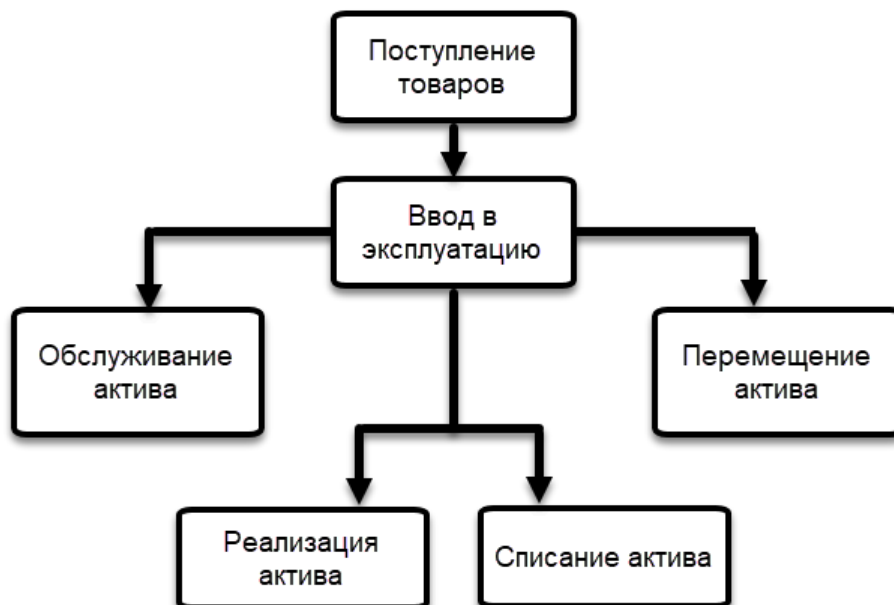 Поступление
товаров
Ввод в
эксплуатацию
Обслуживание
актива
Перемещение
актива
Реализация
актива
Списание актива